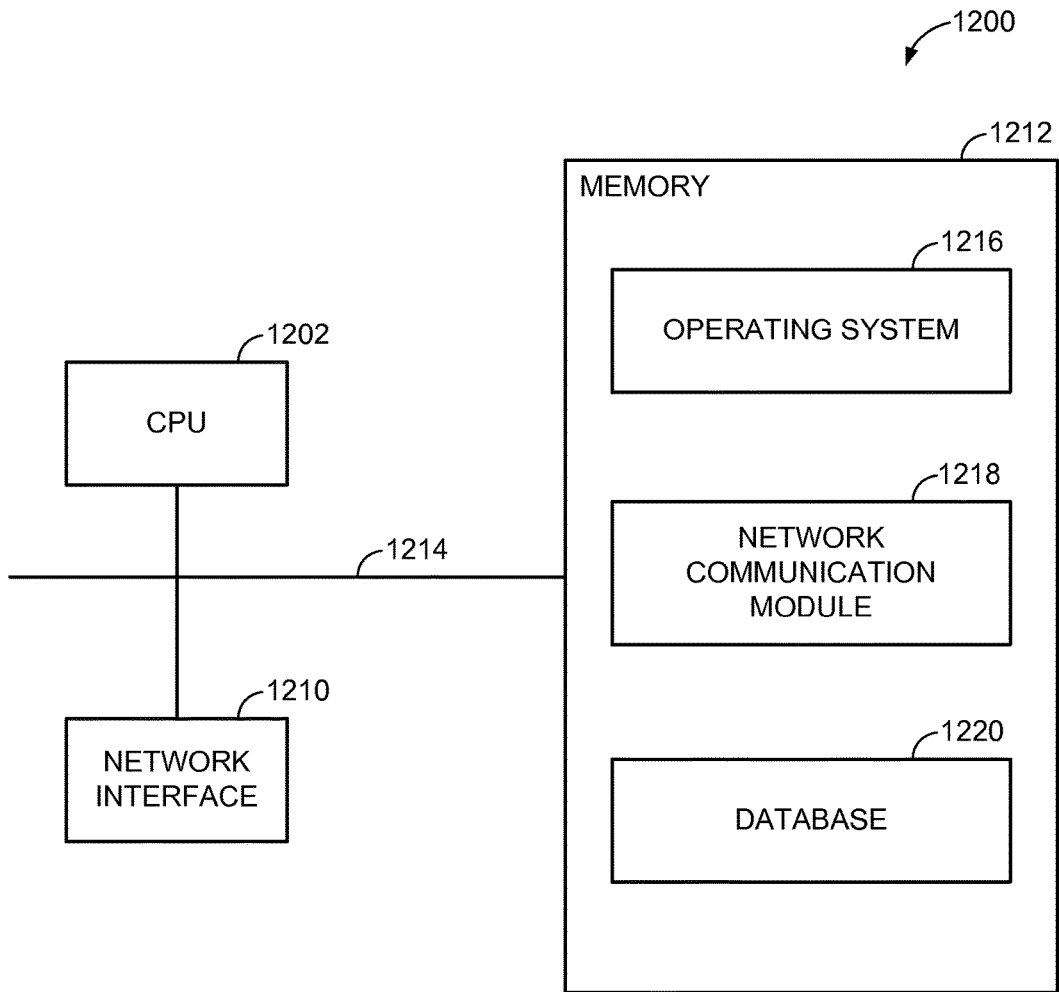 1200
1212
MEMORY
1216
OPERATING SYSTEM
1202
CPU
1218
NETWORK
COMMUNICATION
MODULE
1214
1210
NETWORK
INTERFACE
1220
DATABASE